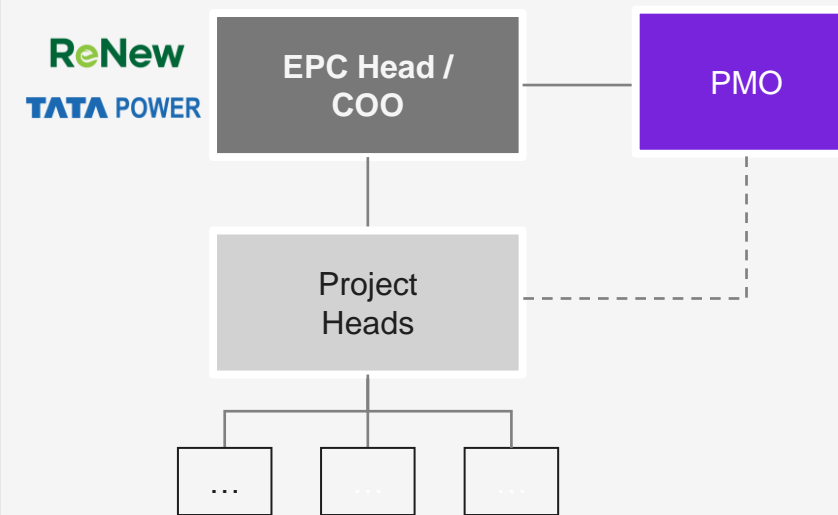 ReNew
TATA POWER
EPC Head /
COO
PMO
Project
Heads
...
...
...